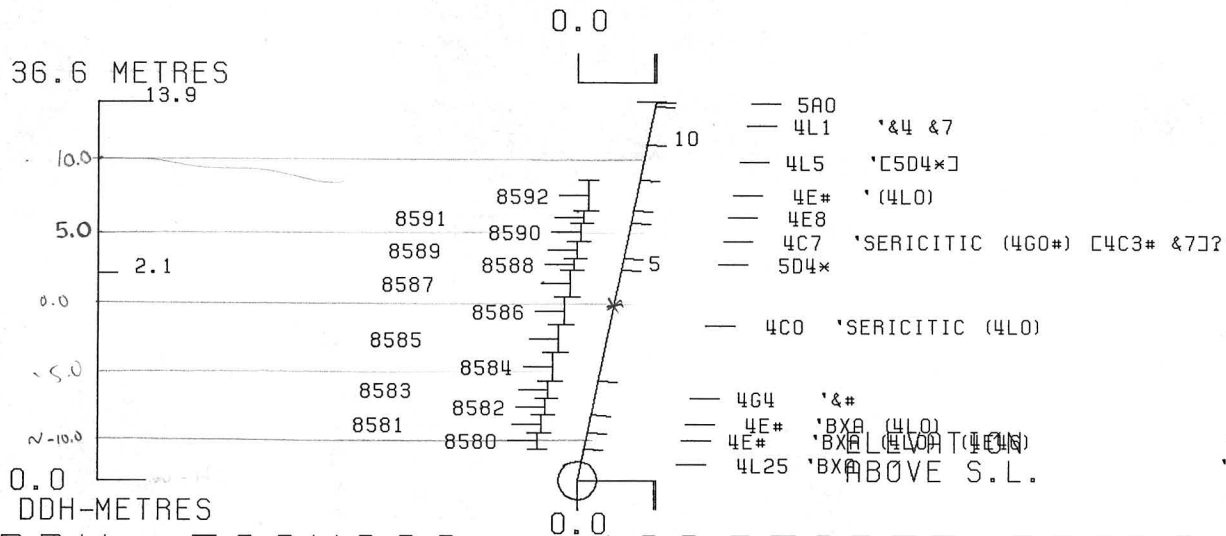 0.0
36.6 METRES
13.9
5A0
4L1 '&4 &7
10
10.0
4L5 '[5D4*]
8592
4E# '(4L0)
8591
4E8
5.0
8590
4C7 'SERICITIC (4G0#) [4C3# &7]?
8589
8588
5
5D4*
2.1
8587
0.0
8586
4C0 'SERICITIC (4L0)
8585
8584
-5.0
8583
4G4 '&#
8582
8581
4E# 'BXA (4L0)
~-10.0
8580
4E# 'BXA (4L0)
ELEVATION
4L25 'BXA
ABOVE S.L.
0.0
DDH-METRES
0.0